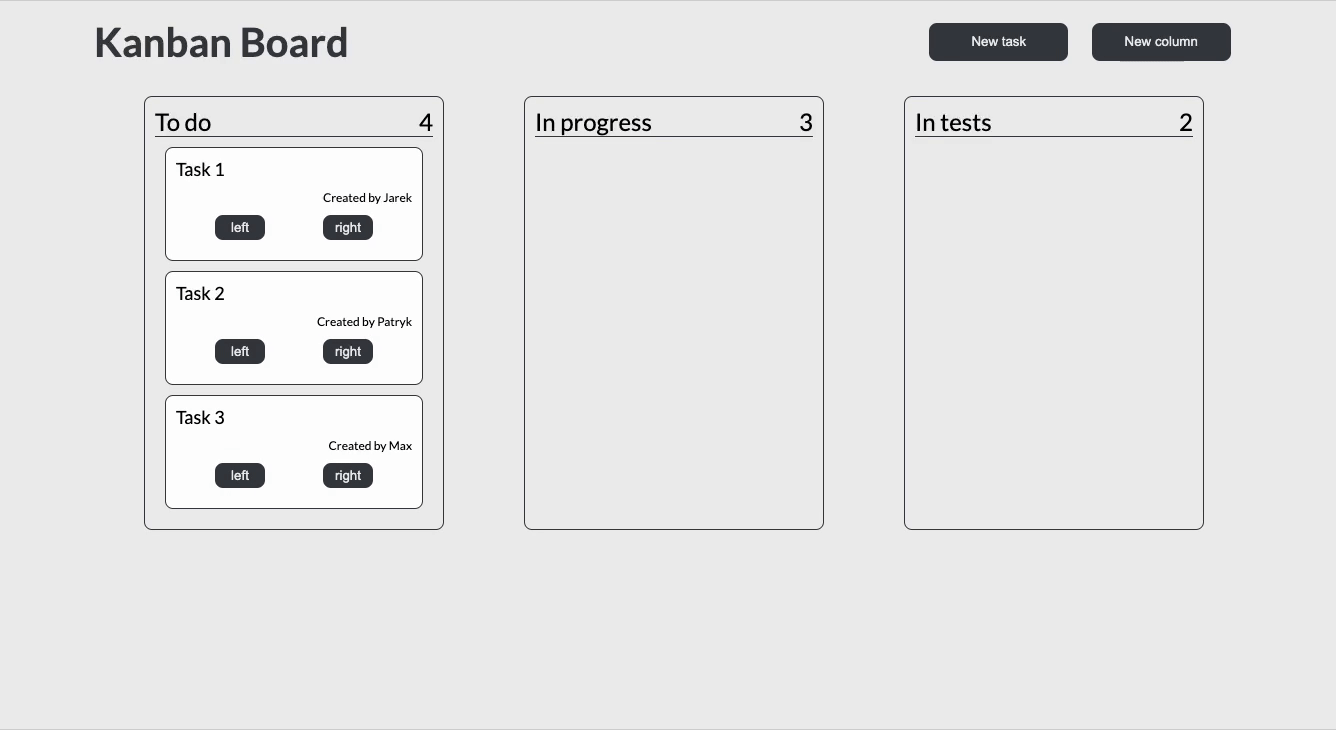 Kanban Board
New task
New column
To do 4
Task 1
Created by Jarek
left right
Task 2
Created by Patryk
left right
Task 3
Created by Max
left right
In progress 3
In tests 2